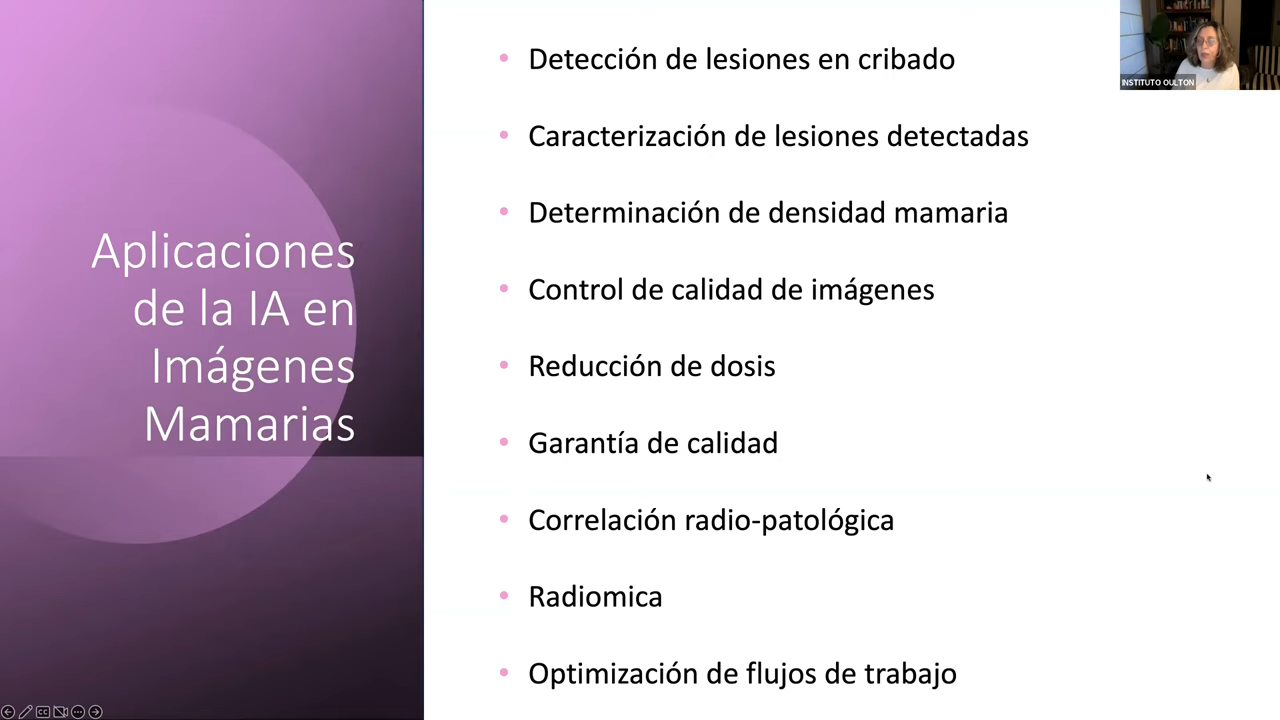 Aplicaciones
de la IA en
Imágenes
Mamarias
• Detección de lesiones en cribado
• Caracterización de lesiones detectadas
• Determinación de densidad mamaria
• Control de calidad de imágenes
• Reducción de dosis
• Garantía de calidad
• Correlación radio-patológica
• Radiomica
• Optimización de flujos de trabajo
INSTITUTO OULTON